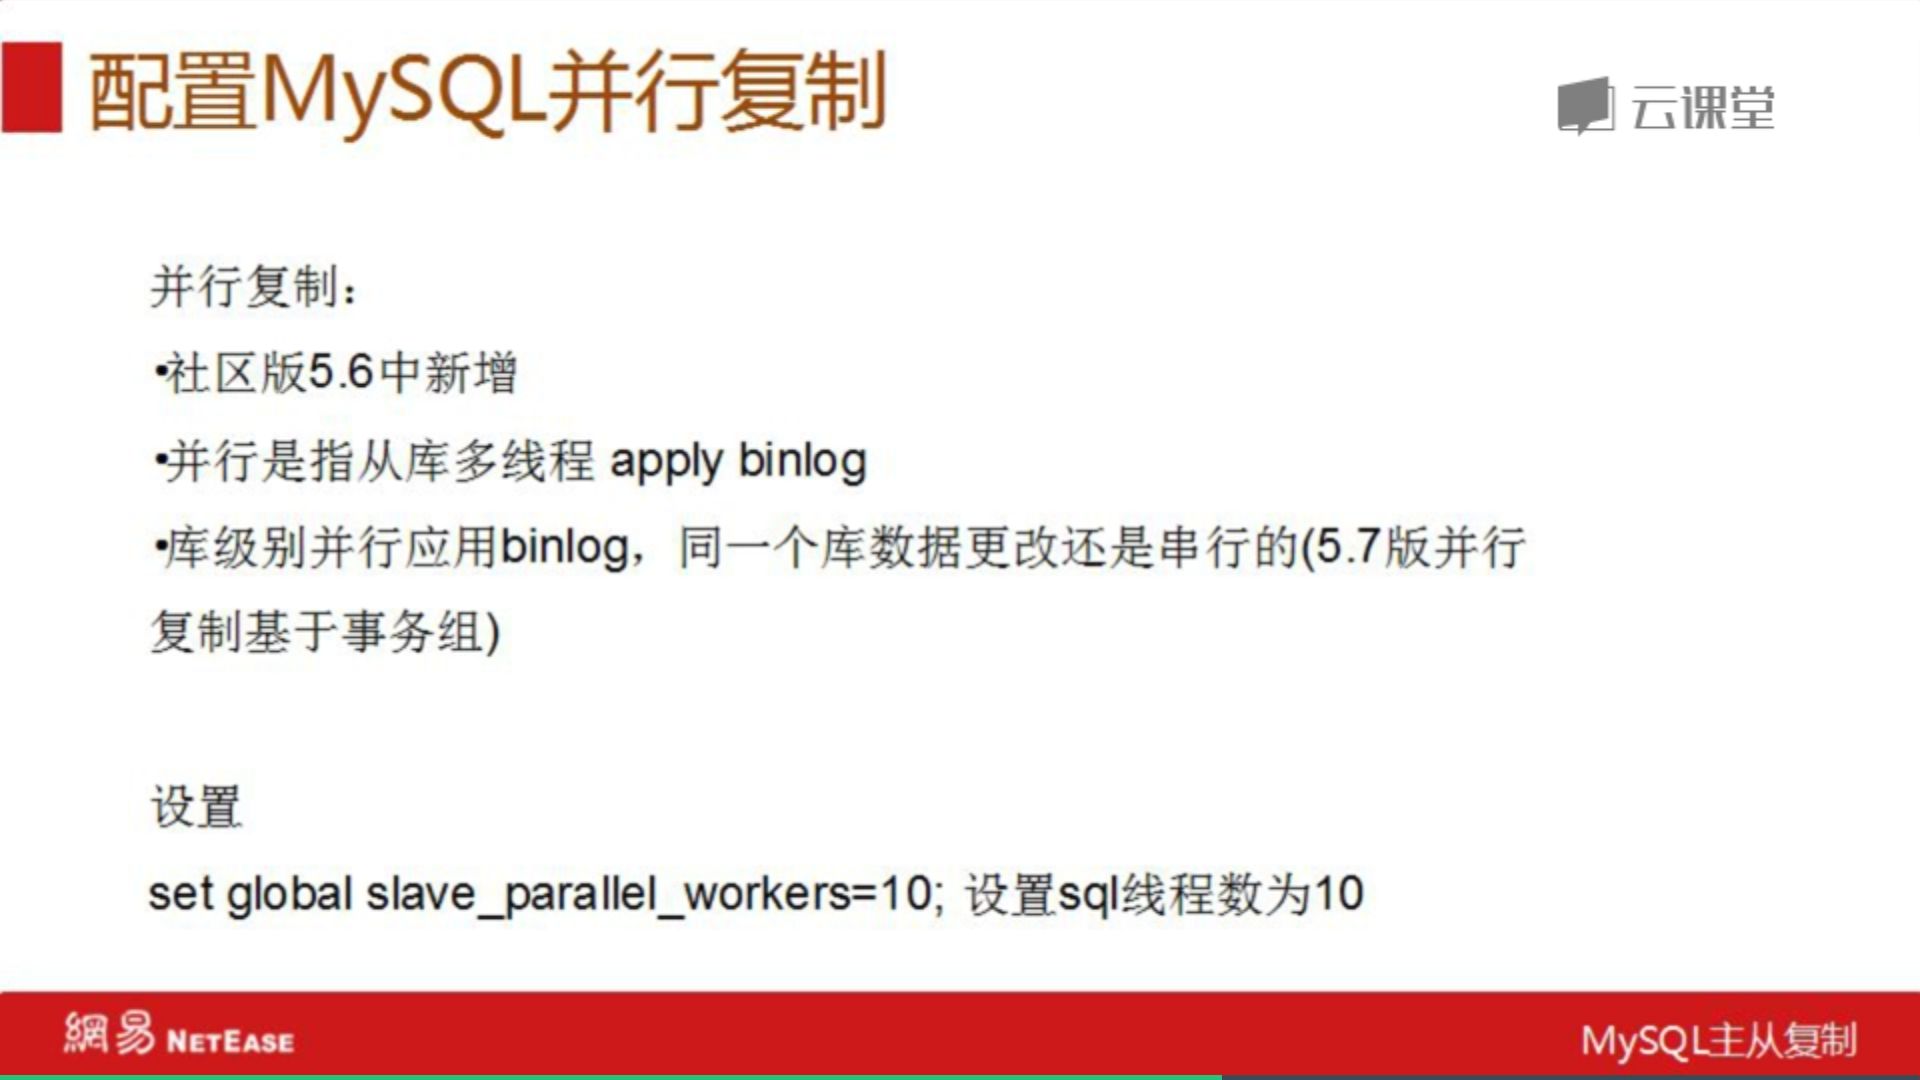 配置MySQL并行复制
云课堂
并行复制：
•社区版5.6中新增
•并行是指从库多线程 apply binlog
•库级别并行应用binlog，同一个库数据更改还是串行的(5.7版并行
复制基于事务组)
设置
set global slave_parallel_workers=10; 设置sql线程数为10
網易 NETEASE
MySQL主从复制